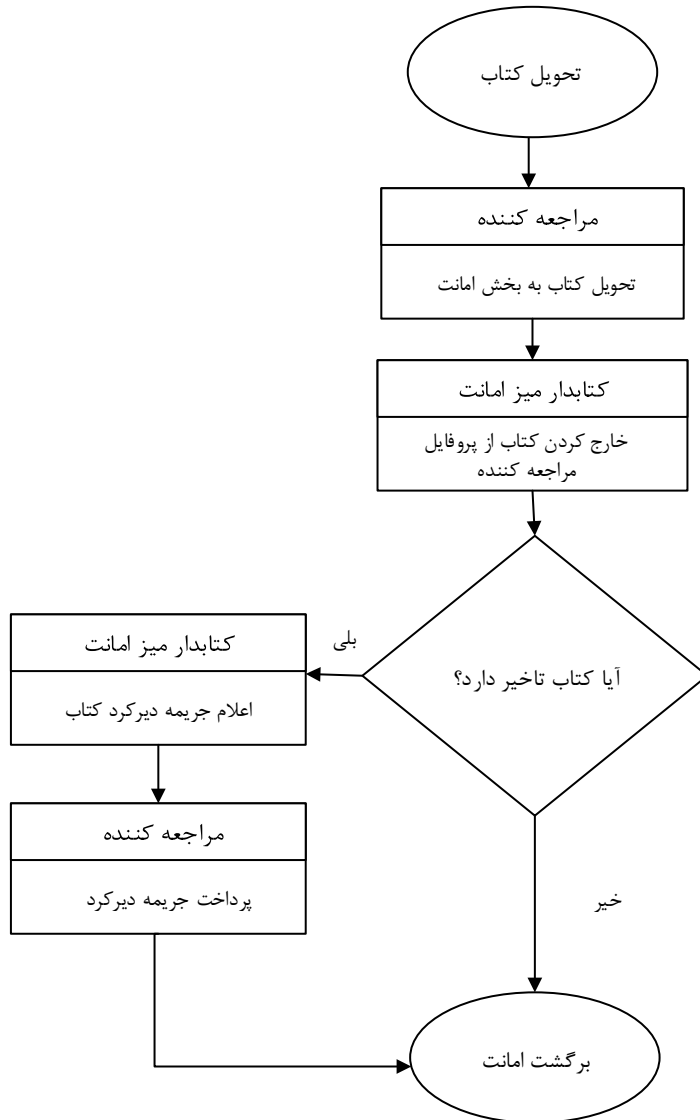 تحویل کتاب
مراجعه کننده
تحویل کتاب به بخش امانت
کتابدار میز امانت
خارج کردن کتاب از پروفایل
مراجعه کننده
آیا کتاب تاخیر دارد؟
بلی
کتابدار میز امانت
اعلام جریمه دیرکرد کتاب
مراجعه کننده
پرداخت جریمه دیرکرد
خیر
برگشت امانت